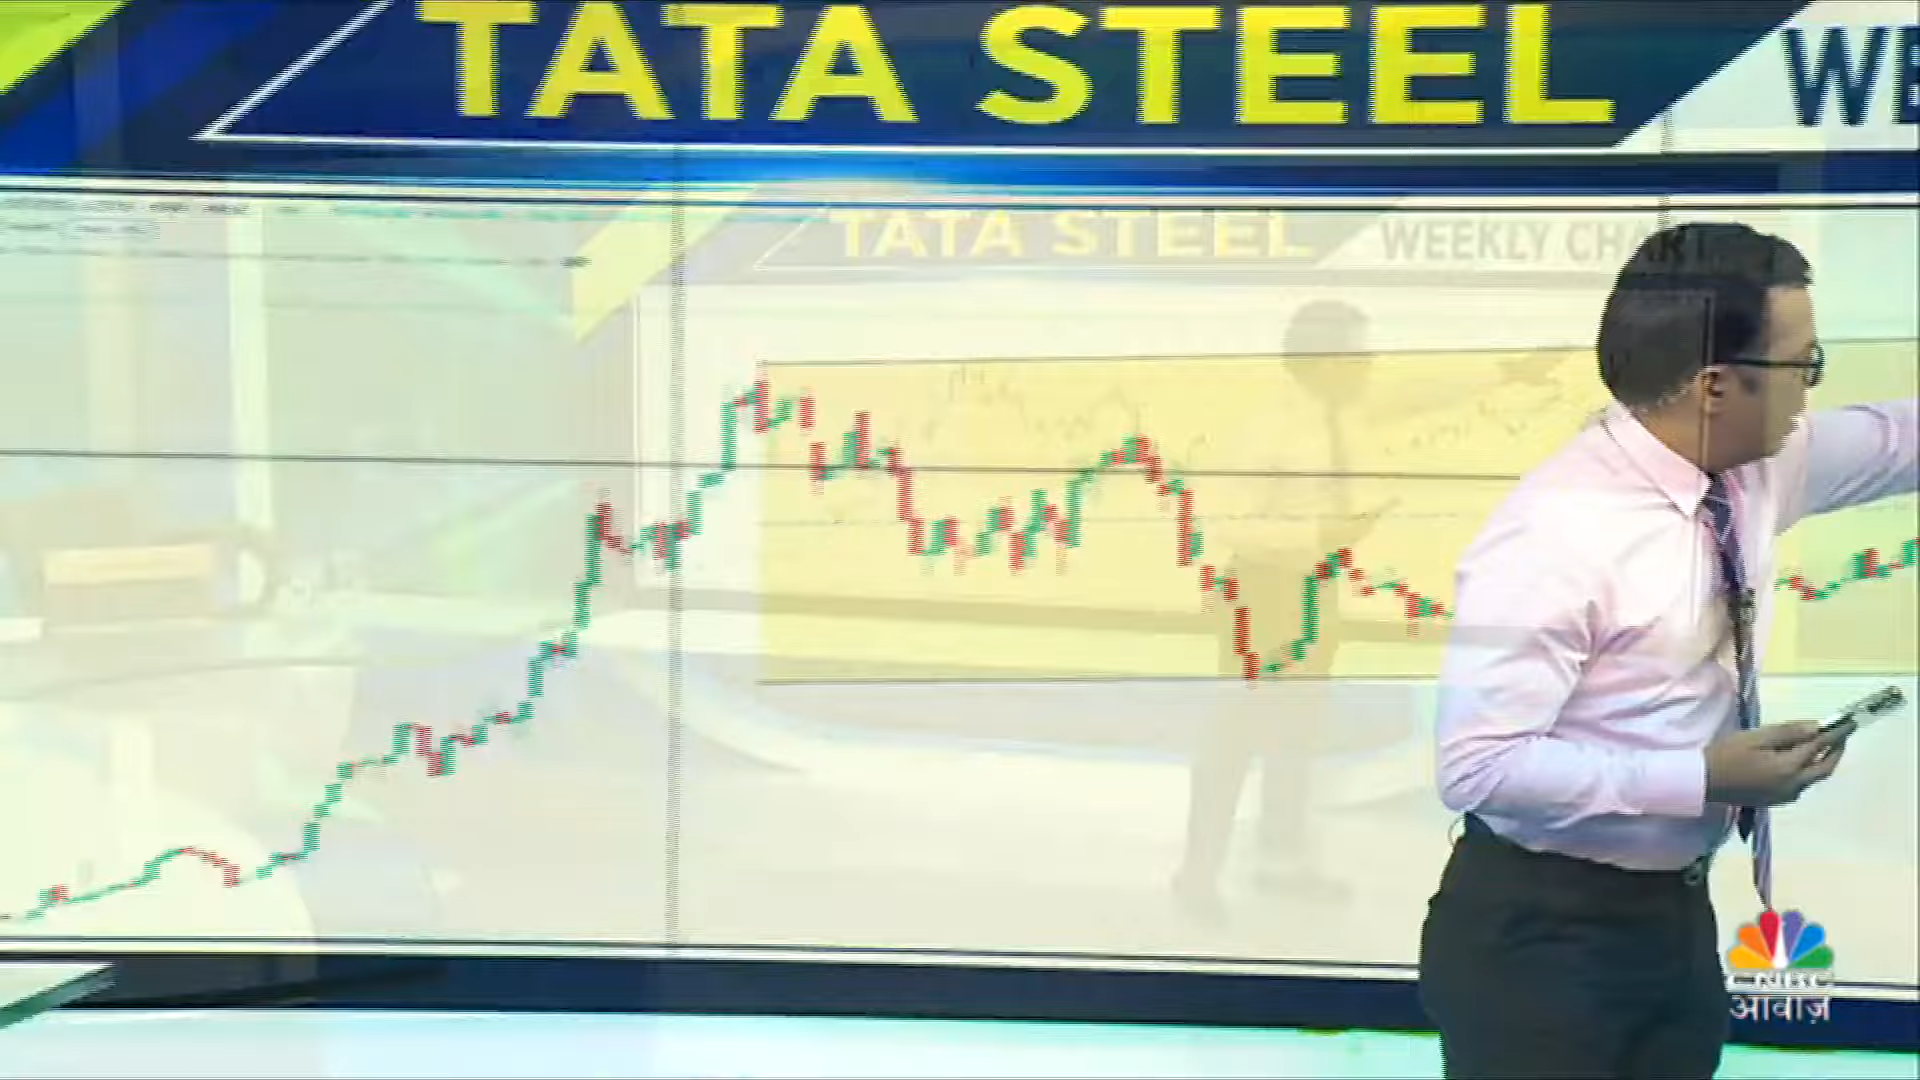 TATA STEEL WE
TATA STEEL WEEKLY CHART
CNBC
आवाज़